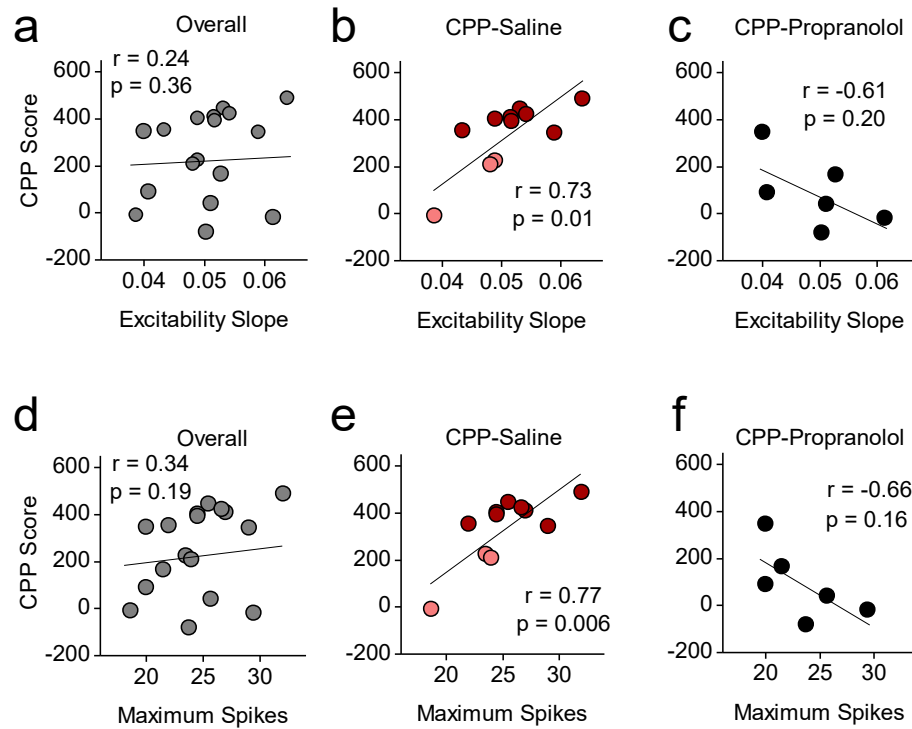 a
Overall
r = 0.24
p = 0.36
600
400
200
0
-200
CPP Score
0.04 0.05 0.06
Excitability Slope
b
CPP-Saline
600
400
200
0
-200
r = 0.73
p = 0.01
0.04 0.05 0.06
Excitability Slope
c
CPP-Propranolol
600
400
200
0
-200
r = -0.61
p = 0.20
0.04 0.05 0.06
Excitability Slope
d
Overall
r = 0.34
p = 0.19
600
400
200
0
-200
CPP Score
20 25 30
Maximum Spikes
e
CPP-Saline
600
400
200
0
-200
r = 0.77
p = 0.006
20 25 30
Maximum Spikes
f
CPP-Propranolol
600
400
200
0
-200
r = -0.66
p = 0.16
20 25 30
Maximum Spikes